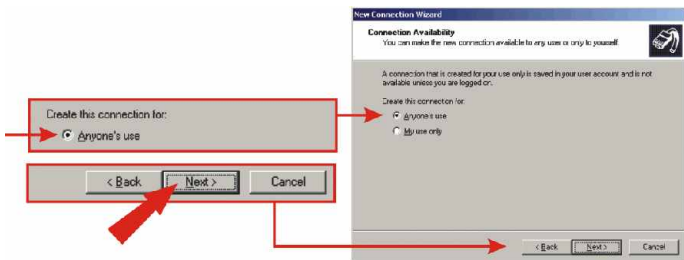 Create this connection for:
Anyone's use
< Back
Next >
Cancel
New Connection Wizard
Connection Availability
You can make the new connection available to any user or only to yourself.
A connection that is created for your use only is saved in your user account and is not
available unless you are logged on.
Create this connection for:
Anyone's use
My use only
< Back
Next >
Cancel